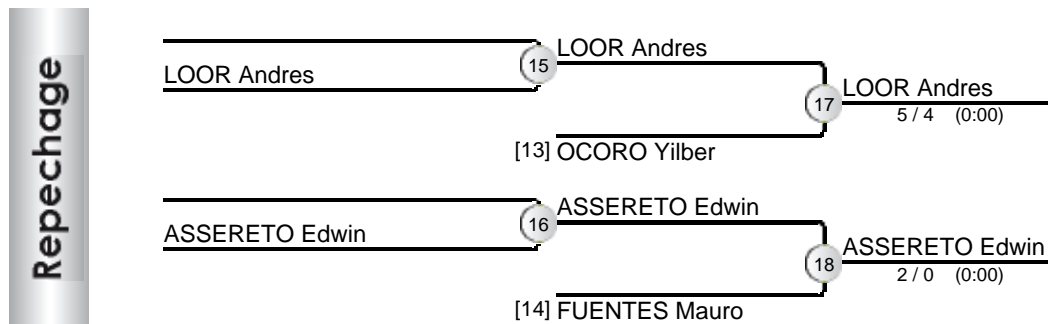 Repechage
LOOR Andres
15
LOOR Andres
17
LOOR Andres
5 / 4 (0:00)
[13] OCORO Yilber
ASSERETO Edwin
16
ASSERETO Edwin
18
ASSERETO Edwin
2 / 0 (0:00)
[14] FUENTES Mauro